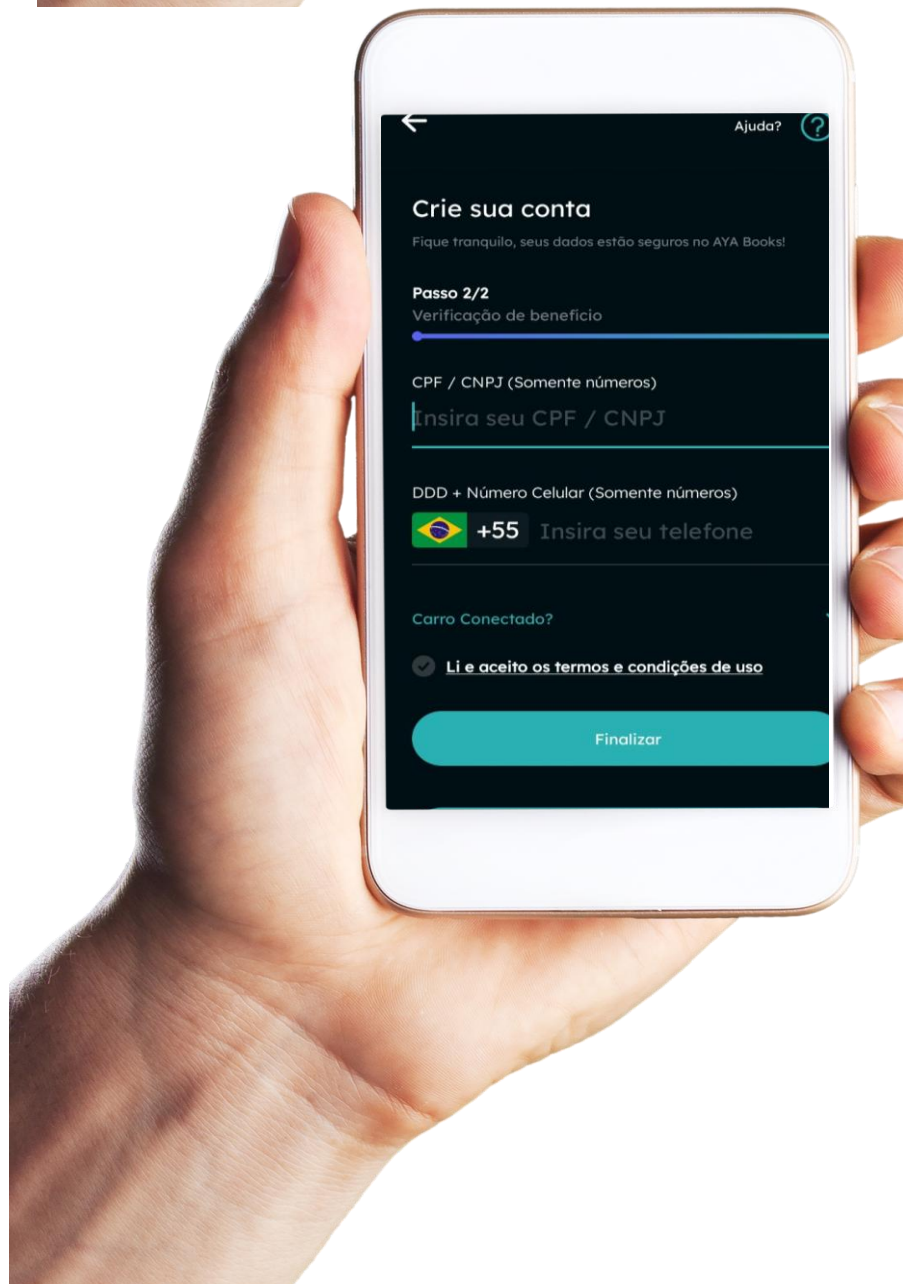 Ajuda? ?
Crie sua conta
Fique tranquilo, seus dados estão seguros no AYA Books!
Passo 2/2
Verificação de benefício
CPF / CNPJ (Somente números)
Insira seu CPF / CNPJ
DDD + Número Celular (Somente números)
+55 Insira seu telefone
Carro Conectado?
Li e aceito os termos e condições de uso
Finalizar